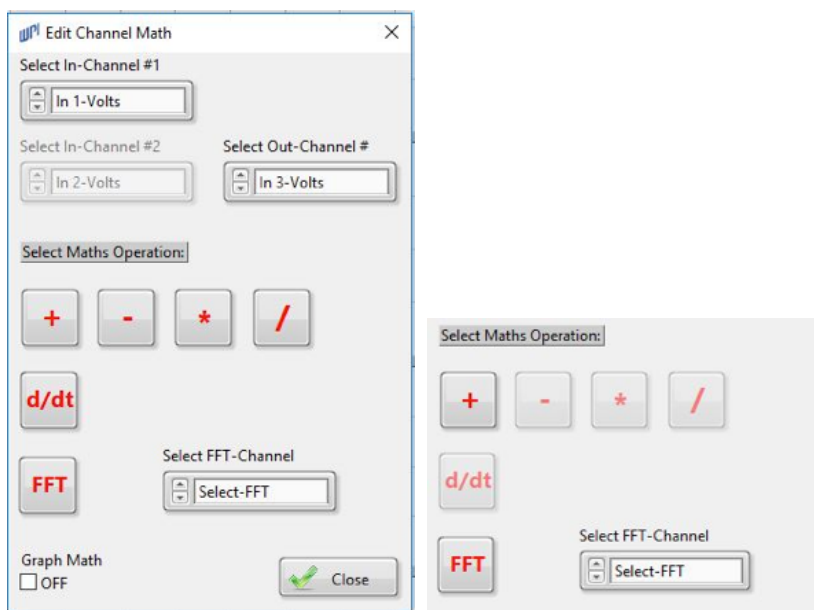 WPI Edit Channel Math
Select In-Channel #1
In 1-Volts
Select In-Channel #2 Select Out-Channel #
In 2-Volts In 3-Volts
Select Maths Operation:
+ - * /
d/dt
Select FFT-Channel
FFT Select-FFT
Graph Math
OFF Close
Select Maths Operation:
+ - * /
d/dt
Select FFT-Channel
FFT Select-FFT